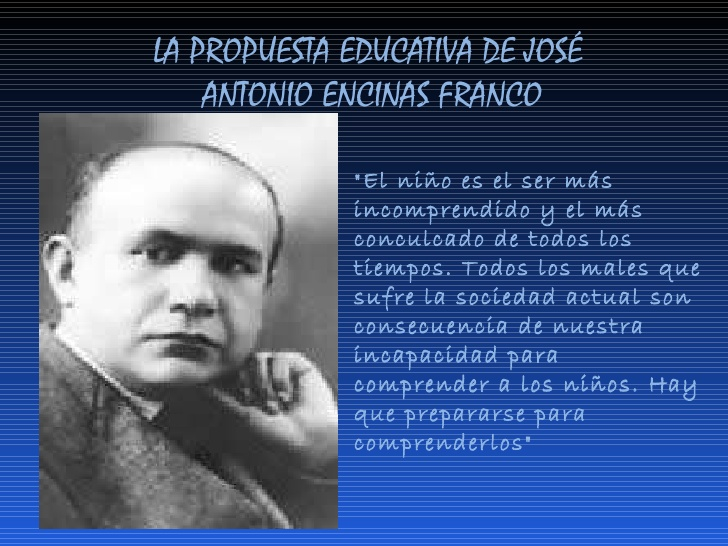 LA PROPUESTA EDUCATIVA DE JOSÉ
ANTONIO ENCINAS FRANCO
"El niño es el ser más
incomprendido y el más
conculcado de todos los
tiempos. Todos los males que
sufre la sociedad actual son
consecuencia de nuestra
incapacidad para
comprender a los niños. Hay
que prepararse para
comprenderlos"